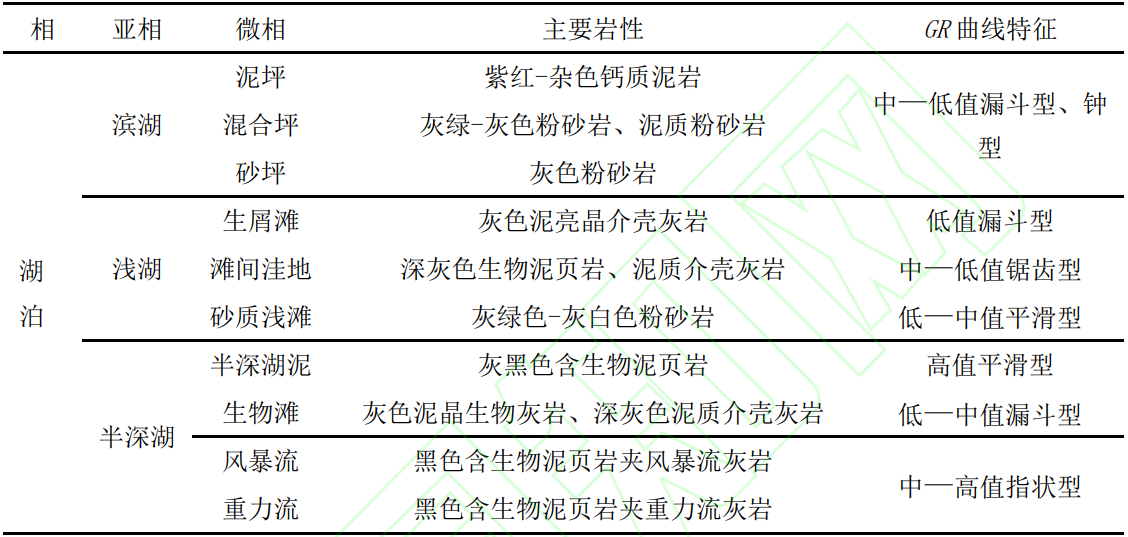 相 亚相 微相 主要岩性 GR 曲线特征
泥坪 紫红-杂色钙质泥岩
滨湖 混合坪 灰绿-灰色粉砂岩、泥质粉砂岩 中—低值漏斗型、钟
型
砂坪 灰色粉砂岩
生屑滩 灰色泥亮晶介壳灰岩 低值漏斗型
湖 浅湖 滩间洼地 深灰色生物泥页岩、泥质介壳灰岩 中—低值锯齿型
泊 砂质浅滩 灰绿色-灰白色粉砂岩 低—中值平滑型
半深湖泥 灰黑色含生物泥页岩 高值平滑型
生物滩 灰色泥晶生物灰岩、深灰色泥质介壳灰岩 低—中值漏斗型
半深湖
风暴流 黑色含生物泥页岩夹风暴流灰岩
中—高值指状型
重力流 黑色含生物泥页岩夹重力流灰岩